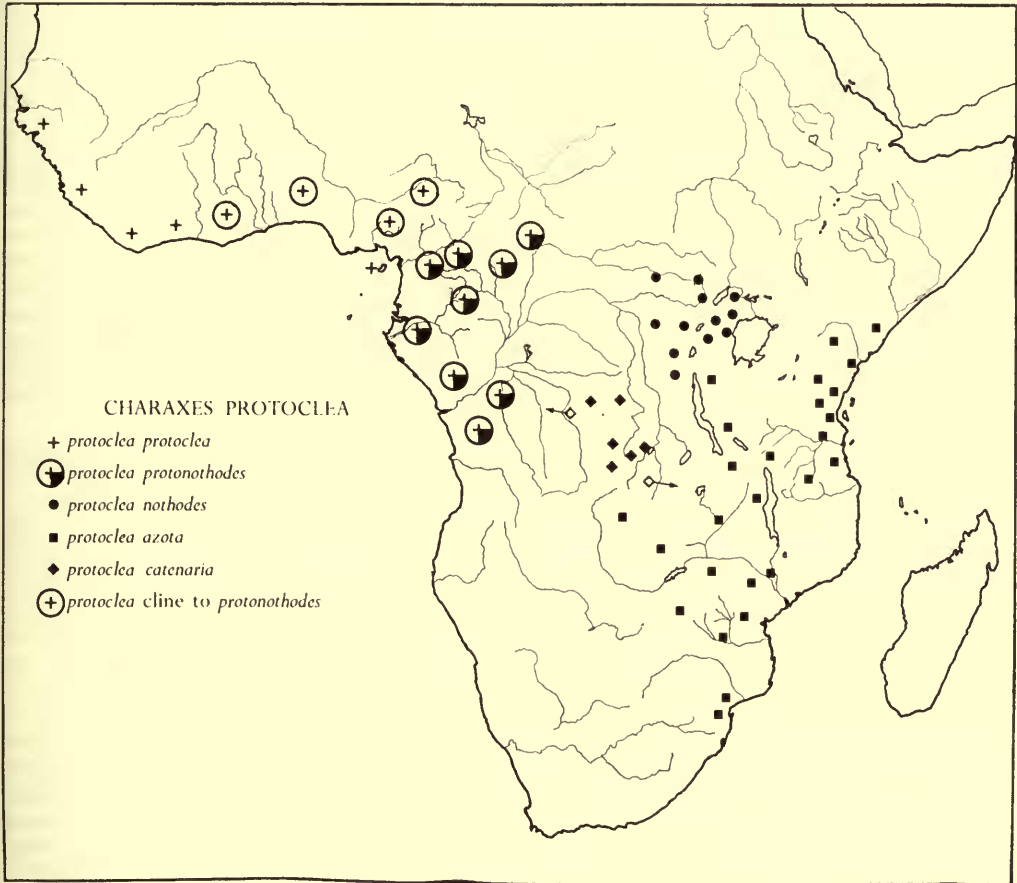 CHARAXES PROTOCLEA
protoclea protoclea
protoclea protonothodes
protoclea nothodes
protoclea azota
protoclea catenaria
protoclea cline to protonothodes